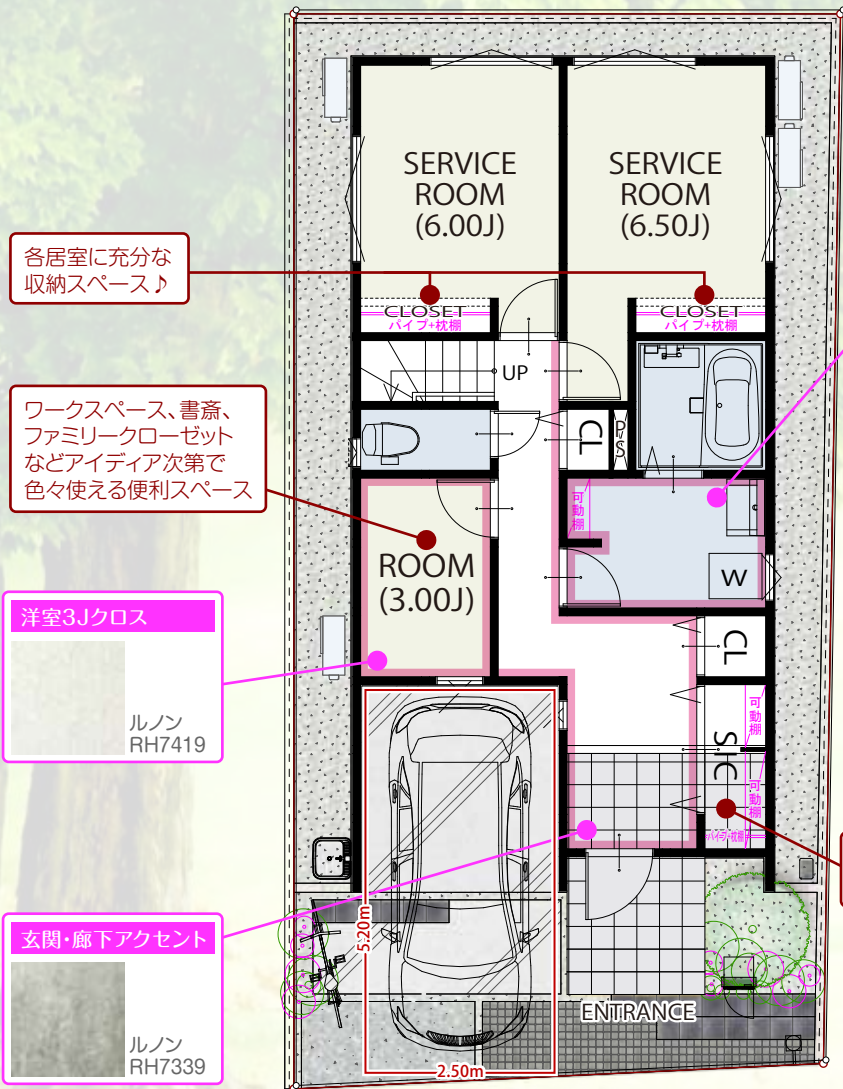 SERVICE
ROOM
(6.00J)
SERVICE
ROOM
(6.50J)
各居室に充分な
収納スペース♪
CLOSET
パイプ+枕棚
CLOSET
パイプ+枕棚
UP
ワークスペース、書斎、
ファミリークローゼット
などアイディア次第で
色々使える便利スペース
CL
D/S
可動棚
ROOM
(3.00J)
W
洋室3Jクロス
ルノン
RH7419
CL
可動棚
SIC
可動棚
パイプ+枕棚
玄関・廊下アクセント
ルノン
RH7339
5.20m
2.50m
ENTRANCE